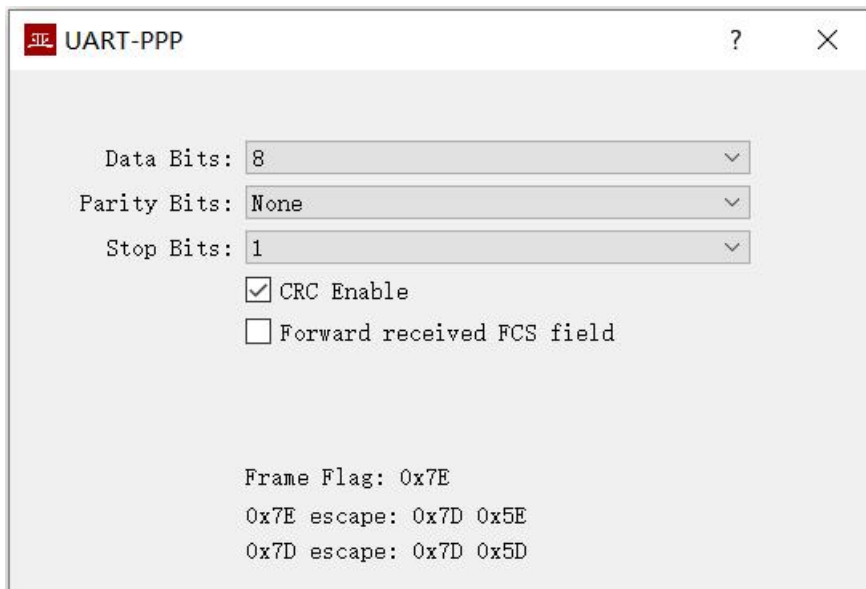 亚 UART-PPP ? ×
Data Bits: 8
Parity Bits: None
Stop Bits: 1
CRC Enable
Forward received FCS field
Frame Flag: 0x7E
0x7E escape: 0x7D 0x5E
0x7D escape: 0x7D 0x5D